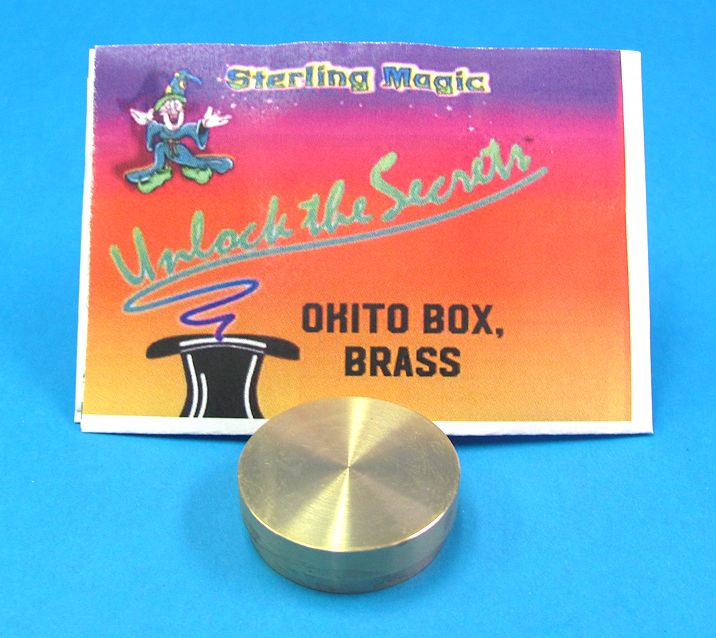 Sterling Magic
Unlock the Secrets
OKITO BOX,
BRASS